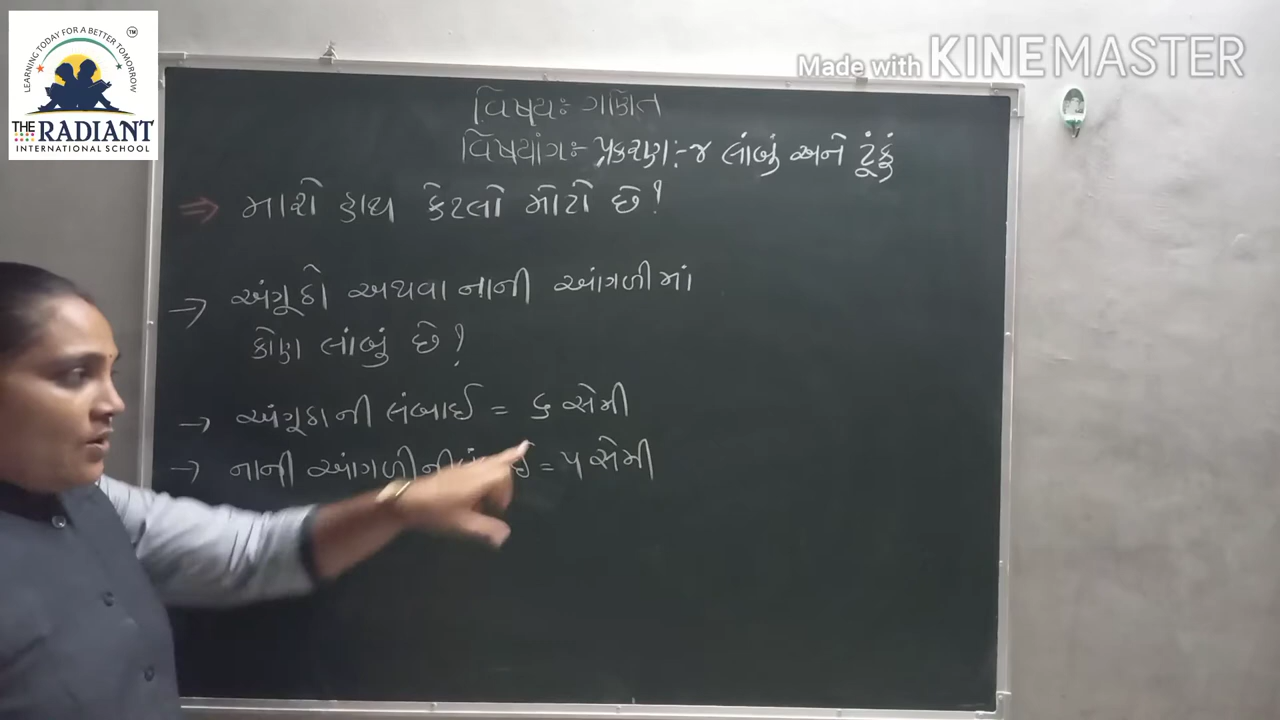 LEARNING TODAY FOR A BETTER TOMORROW
TM
THE RADIANT
INTERNATIONAL SCHOOL
Made with KINEMASTER
વિષય:- ગણિત
વિષયાંગ:- પ્રકરણ:-૪ લાંબું અને ટૂંકું
⇒ મારો હાથ કેટલો મોટો છે!
→ અંગૂઠો અથવા નાની આંગળીમાં
કોણ લાંબું છે!
→ અંગૂઠાની લંબાઈ = ૬ સેમી
→ નાની આંગળીની = ૫ સેમી